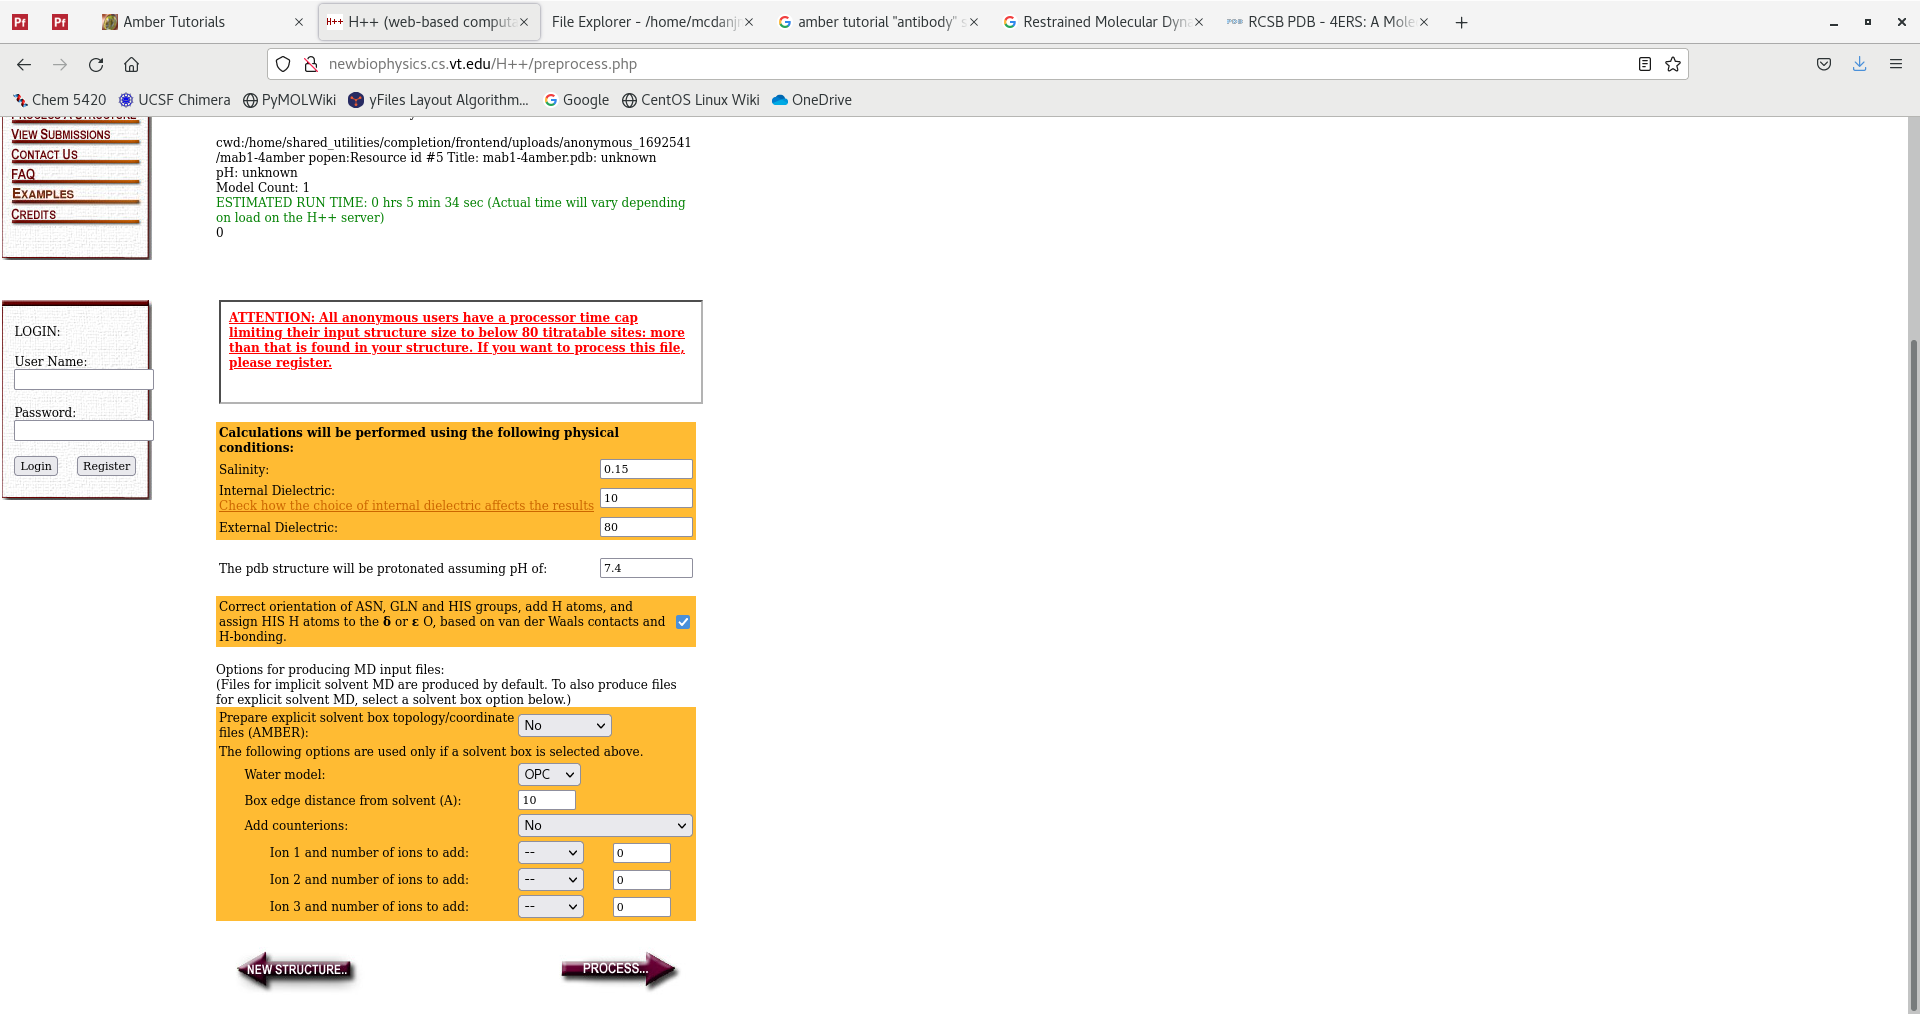 Amber Tutorials
H++ (web-based computa
File Explorer - /home/mcdanjr
amber tutorial "antibody" s
Restrained Molecular Dyna
RCSB PDB - 4ERS: A Mole
newbiophysics.cs.vt.edu/H++/preprocess.php
Chem 5420
UCSF Chimera
PyMOLWiki
yFiles Layout Algorithm...
Google
CentOS Linux Wiki
OneDrive
PROCESS A STRUCTURE
VIEW SUBMISSIONS
CONTACT US
FAQ
EXAMPLES
CREDITS
LOGIN:
User Name:
Password:
Login
Register
cwd:/home/shared_utilities/completion/frontend/uploads/anonymous_1692541
/mab1-4amber popen:Resource id #5 Title: mab1-4amber.pdb: unknown
pH: unknown
Model Count: 1
ESTIMATED RUN TIME: 0 hrs 5 min 34 sec (Actual time will vary depending
on load on the H++ server)
0
ATTENTION: All anonymous users have a processor time cap
limiting their input structure size to below 80 titratable sites: more
than that is found in your structure. If you want to process this file,
please register.
Calculations will be performed using the following physical
conditions:
Salinity: 0.15
Internal Dielectric: 10
Check how the choice of internal dielectric affects the results
External Dielectric: 80
The pdb structure will be protonated assuming pH of: 7.4
Correct orientation of ASN, GLN and HIS groups, add H atoms, and
assign HIS H atoms to the δ or ε O, based on van der Waals contacts and
H-bonding.
Options for producing MD input files:
(Files for implicit solvent MD are produced by default. To also produce files
for explicit solvent MD, select a solvent box option below.)
Prepare explicit solvent box topology/coordinate
files (AMBER): No
The following options are used only if a solvent box is selected above.
Water model: OPC
Box edge distance from solvent (A): 10
Add counterions: No
Ion 1 and number of ions to add: -- 0
Ion 2 and number of ions to add: -- 0
Ion 3 and number of ions to add: -- 0
NEW STRUCTURE..
PROCESS...